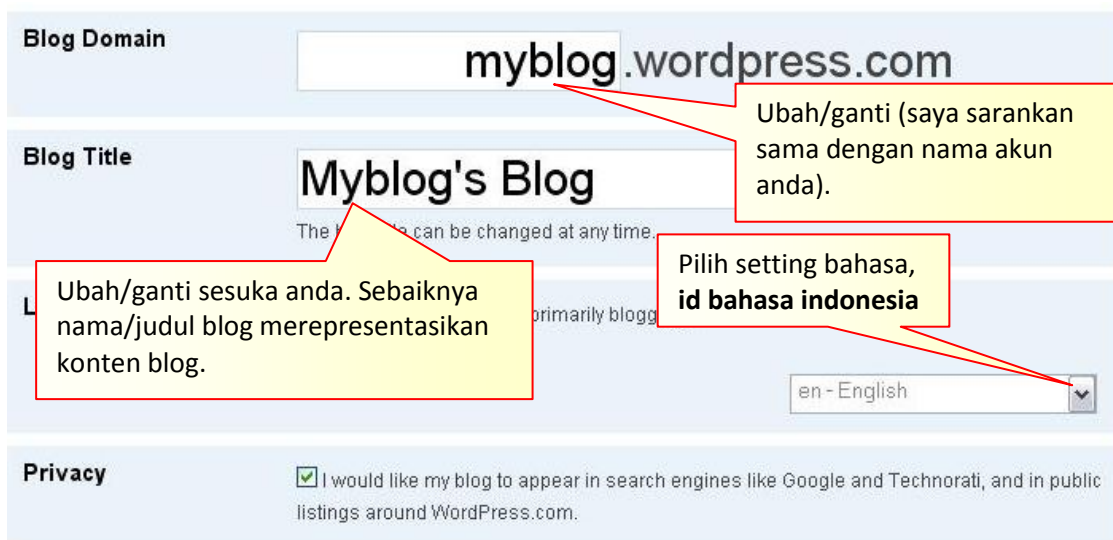 Blog Domain
myblog.wordpress.com
Ubah/ganti (saya sarankan
sama dengan nama akun
anda).
Blog Title
Myblog's Blog
The can be changed at any time.
Ubah/ganti sesuka anda. Sebaiknya
nama/judul blog merepresentasikan
konten blog.
Pilih setting bahasa,
id bahasa indonesia
primarily
en - English
Privacy
I would like my blog to appear in search engines like Google and Technorati, and in public
listings around WordPress.com.